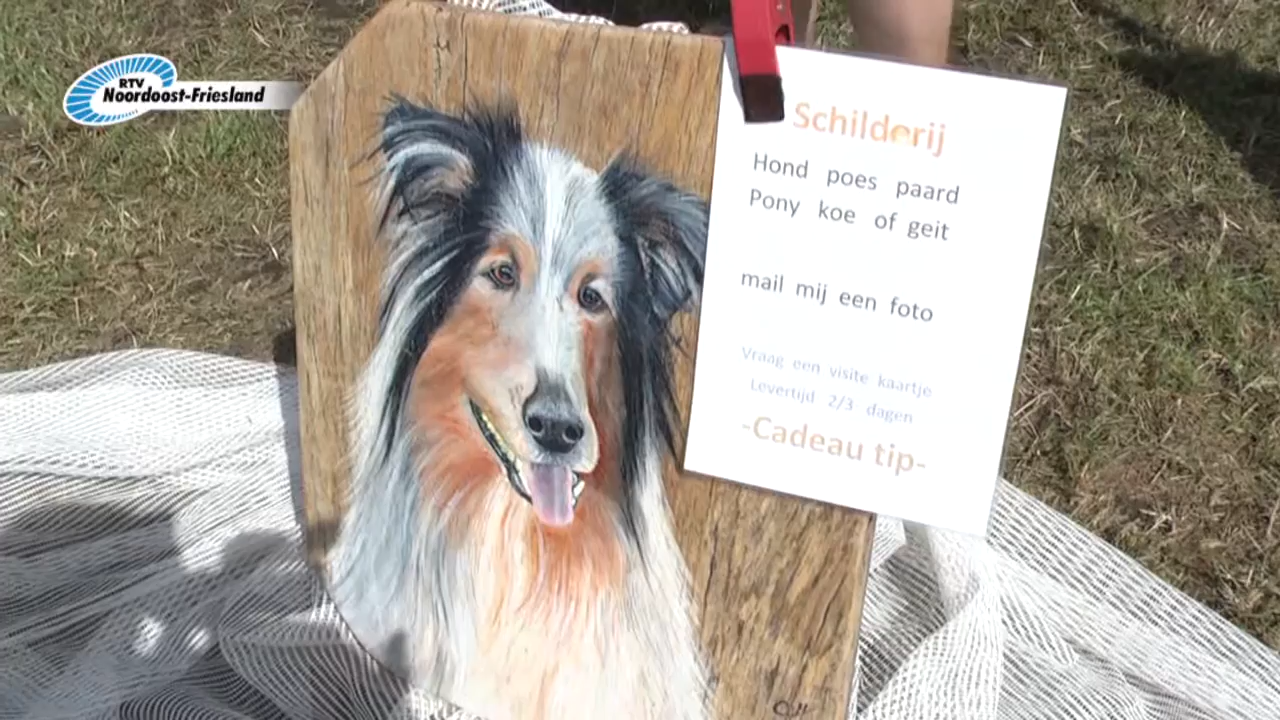 RTV
Noordoost-Friesland
Schilderij
Hond poes paard
Pony koe of geit
mail mij een foto
Vraag een visite kaartje
Levertijd 2/3 dagen
-Cadeau tip-